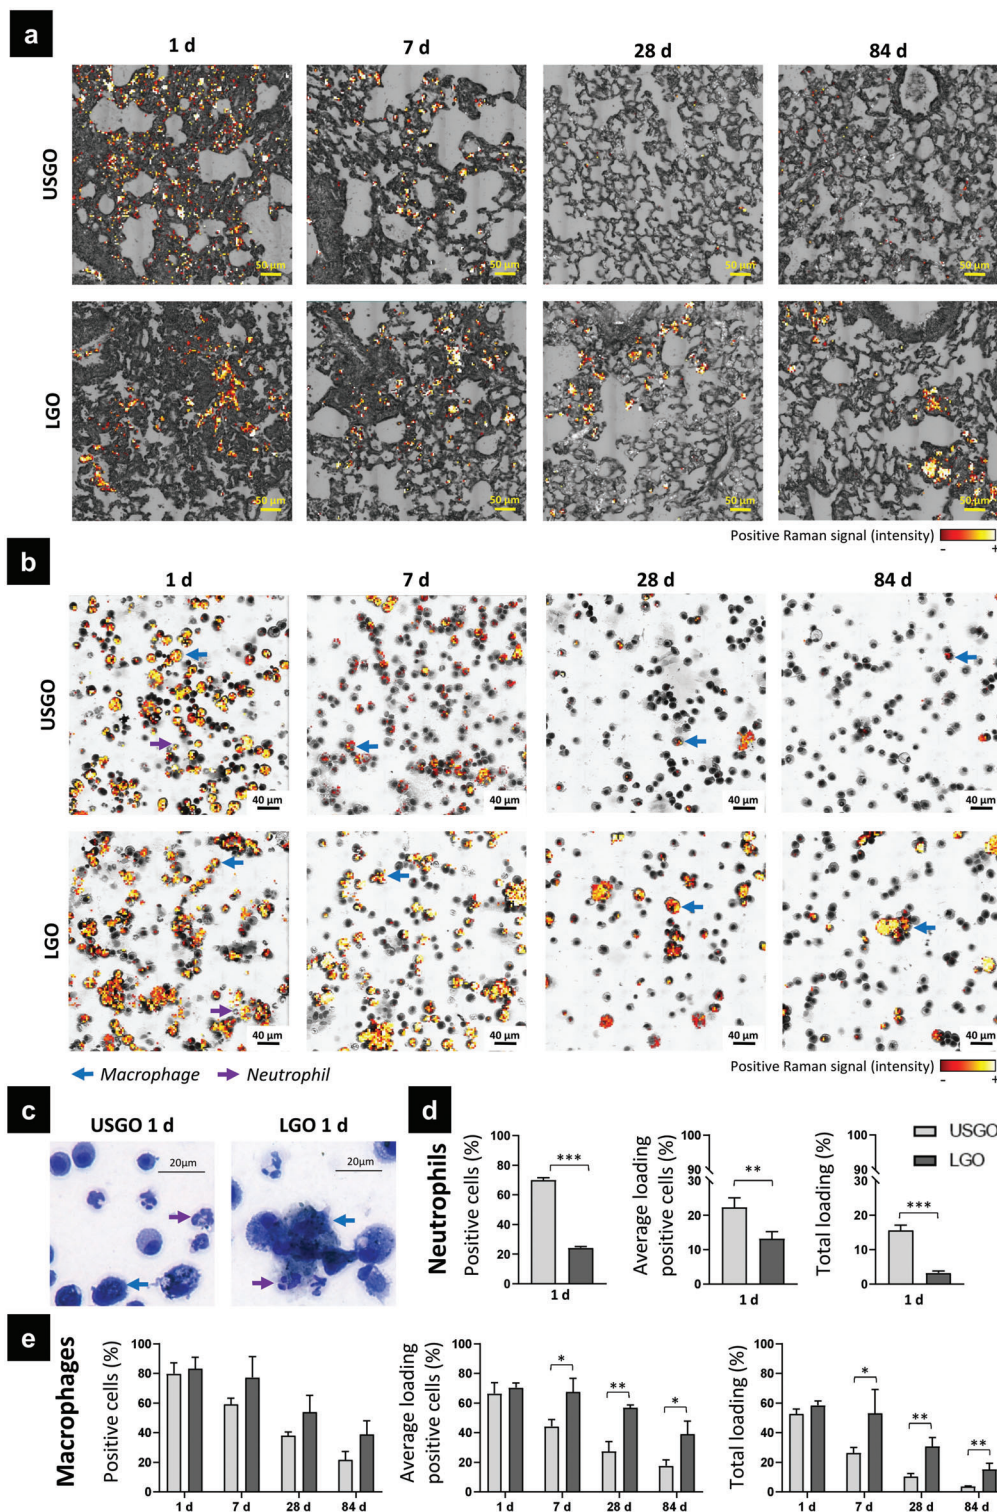 a
1 d 7 d 28 d 84 d
USGO
50 µm 50 µm 50 µm 50 µm
LGO
50 µm 50 µm 50 µm 50 µm
Positive Raman signal (intensity) - +
b
1 d 7 d 28 d 84 d
USGO
40 µm 40 µm 40 µm 40 µm
LGO
40 µm 40 µm 40 µm 40 µm
Macrophage Neutrophil
Positive Raman signal (intensity) - +
c
USGO 1 d LGO 1 d
20µm 20µm
d
Neutrophils
Positive cells (%)
100
80
60
40
20
0
***
1 d
Average loading
positive cells (%)
90
30
20
10
0
**
1 d
Total loading (%)
90
30
20
10
0
***
1 d
USGO
LGO
e
Macrophages
Positive cells (%)
100
80
60
40
20
0
1 d 7 d 28 d 84 d
Average loading
positive cells (%)
100
80
60
40
20
0
* ** *
1 d 7 d 28 d 84 d
Total loading (%)
100
80
60
40
20
0
* ** **
1 d 7 d 28 d 84 d